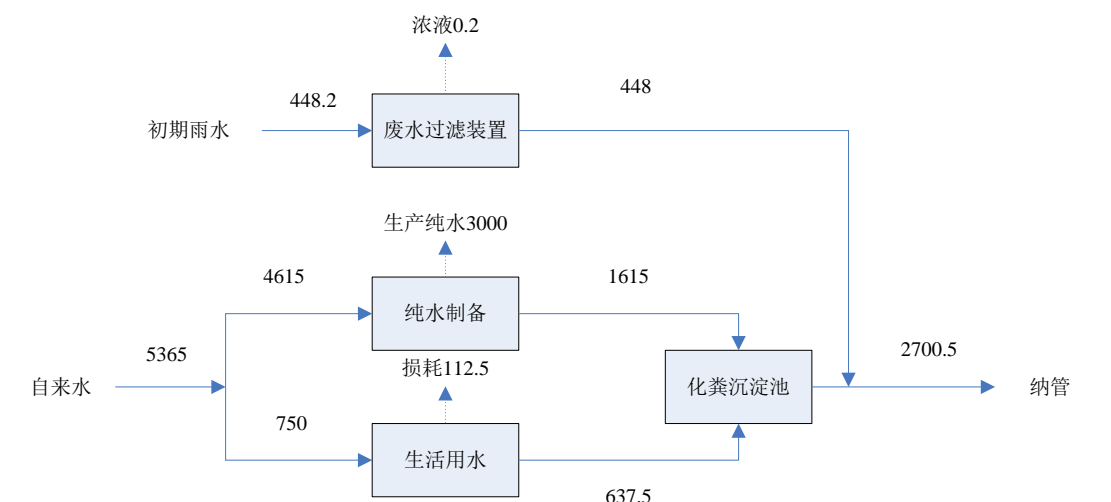 浓液0.2
448.2
448
初期雨水
废水过滤装置
生产纯水3000
4615
1615
纯水制备
5365
损耗112.5
2700.5
自来水
化粪沉淀池
纳管
750
生活用水
637.5